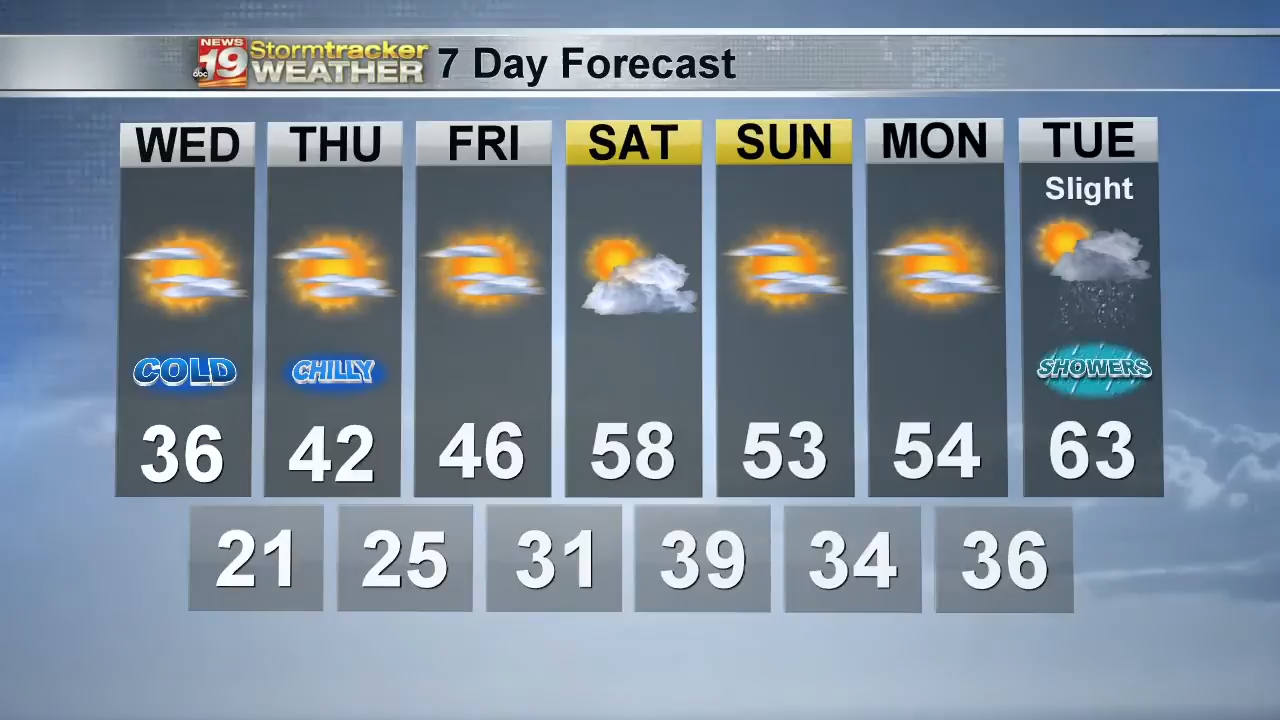 NEWS
abc 19
Stormtracker
WEATHER
7 Day Forecast
WED THU FRI SAT SUN MON TUE
Slight
COLD CHILLY SHOWERS
36 42 46 58 53 54 63
21 25 31 39 34 36